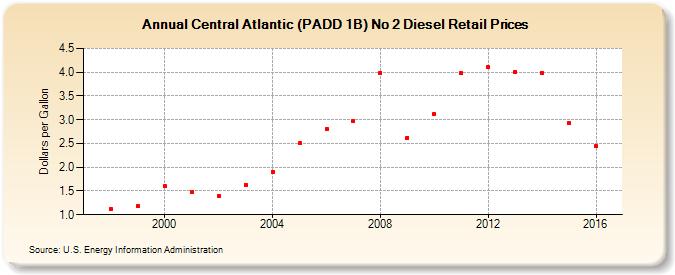 Annual Central Atlantic (PADD 1B) No 2 Diesel Retail Prices
Dollars per Gallon
4.5
4.0
3.5
3.0
2.5
2.0
1.5
1.0
2000 2004 2008 2012 2016
Source: U.S. Energy Information Administration